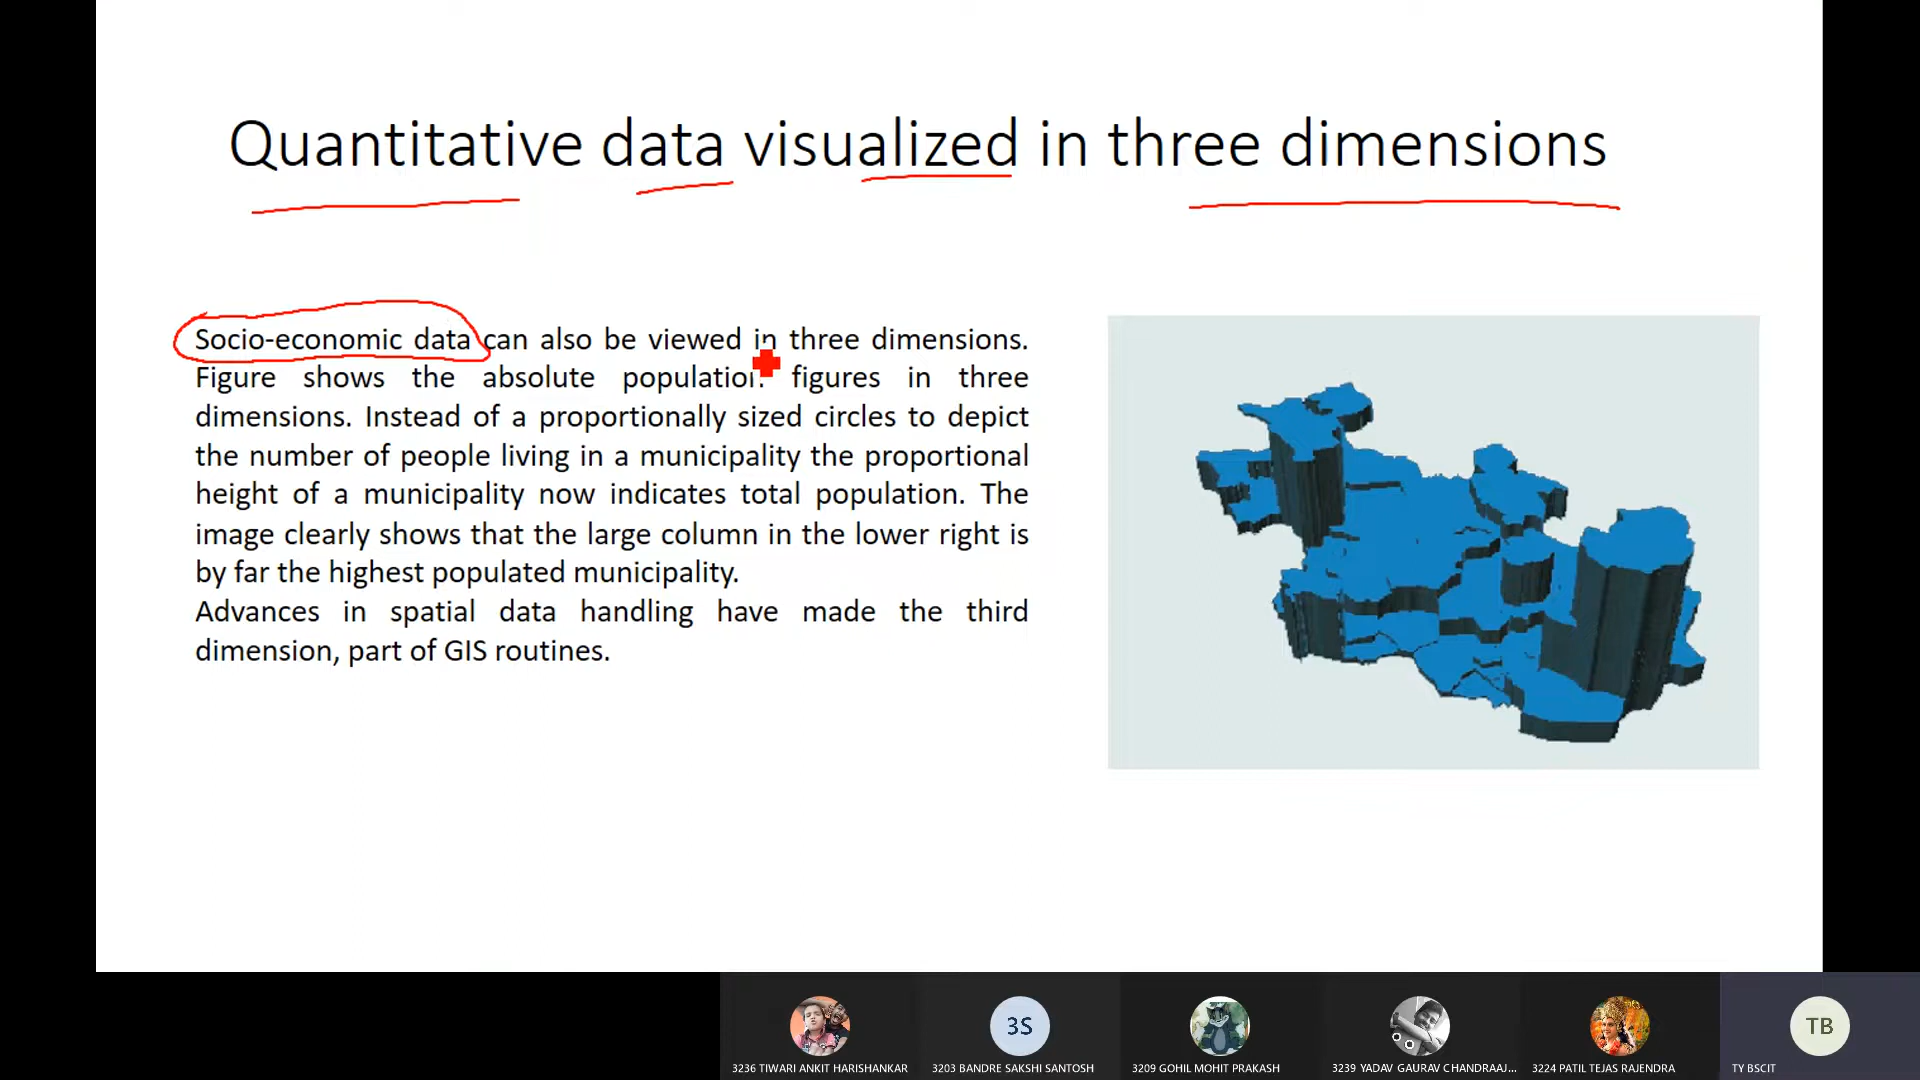 Quantitative data visualized in three dimensions
Socio-economic data can also be viewed in three dimensions.
Figure shows the absolute population figures in three
dimensions. Instead of a proportionally sized circles to depict
the number of people living in a municipality the proportional
height of a municipality now indicates total population. The
image clearly shows that the large column in the lower right is
by far the highest populated municipality.
Advances in spatial data handling have made the third
dimension, part of GIS routines.
3S
TB
3236 TIWARI ANKIT HARISHANKAR
3203 BANDRE SAKSHI SANTOSH
3209 GOHIL MOHIT PRAKASH
3239 YADAV GAURAV CHANDRAAJ...
3224 PATIL TEJAS RAJENDRA
TY BSCIT